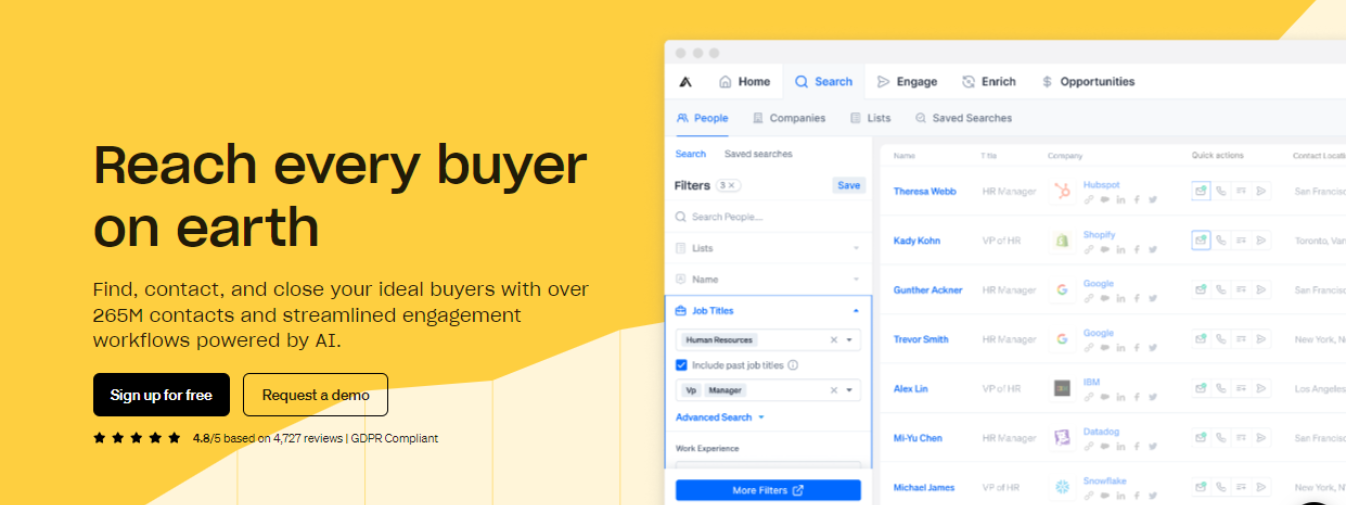 Reach every buyer
on earth
Find, contact, and close your ideal buyers with over
265M contacts and streamlined engagement
workflows powered by AI.
Sign up for free
Request a demo
4.8/5 based on 4,727 reviews | GDPR Compliant
Home Search Engage Enrich Opportunities
People Companies Lists Saved Searches
Search Saved searches
Filters 3
Save
Search People...
Lists
Name
Job Titles
Human Resources
Include past job titles
Vp Manager
Advanced Search
Work Experience
More Filters
Name Title Company Quick actions Contact
Theresa Webb HR Manager Hubspot San
Kady Kohn VP of HR Shopify Toronto,
Gunther Ackner HR Manager Google San
Trevor Smith HR Manager Google New York,
Alex Lin VP of HR IBM Los Angeles
Mi-Yu Chen HR Manager Datadog San
Michael James VP of HR Snowflake New York,